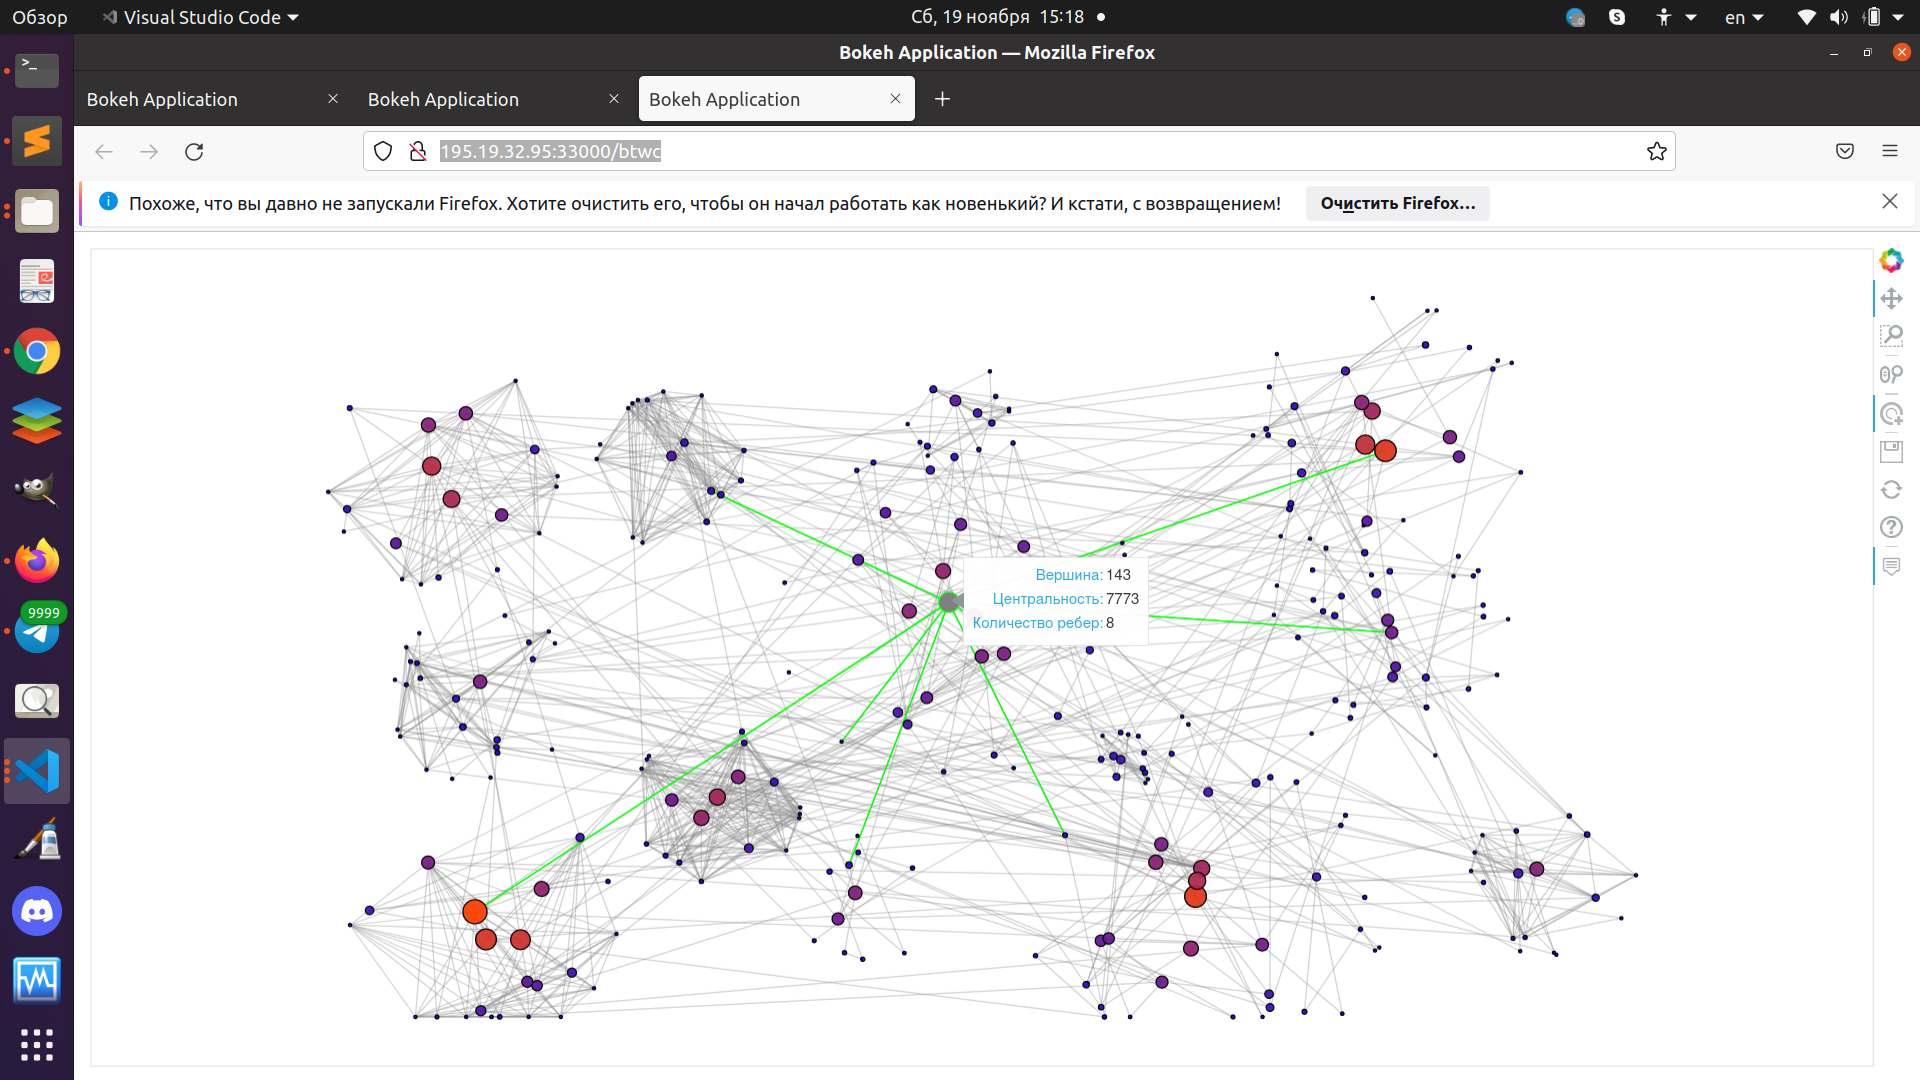 Обзор
Visual Studio Code
Сб, 19 ноября 15:18
en
Bokeh Application — Mozilla Firefox
Bokeh Application
Bokeh Application
Bokeh Application
195.19.32.95:33000/btwc
Похоже, что вы давно не запускали Firefox. Хотите очистить его, чтобы он начал работать как новенький? И кстати, с возвращением!
Очистить Firefox...
9999
Вершина: 143
Центральность: 7773
Количество ребер: 8